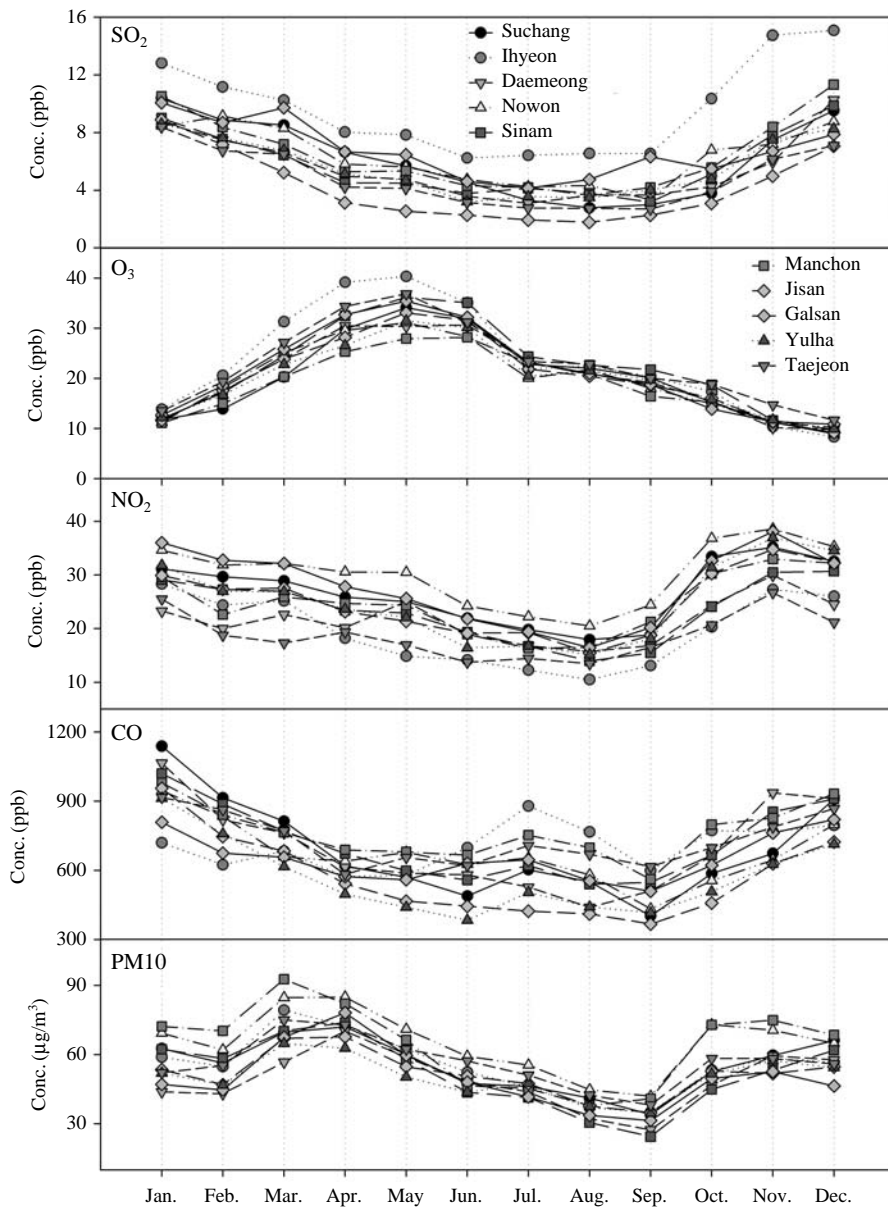 SO2
Suchang
Ihyeon
Daemeong
Nowon
Sinam
16
12
8
4
0
Conc. (ppb)
O3
Manchon
Jisan
Galsan
Yulha
Taejeon
40
30
20
10
0
Conc. (ppb)
NO2
40
30
20
10
Conc. (ppb)
CO
1200
900
600
300
Conc. (ppb)
PM10
90
60
30
Conc. (μg/m³)
Jan. Feb. Mar. Apr. May Jun. Jul. Aug. Sep. Oct. Nov. Dec.